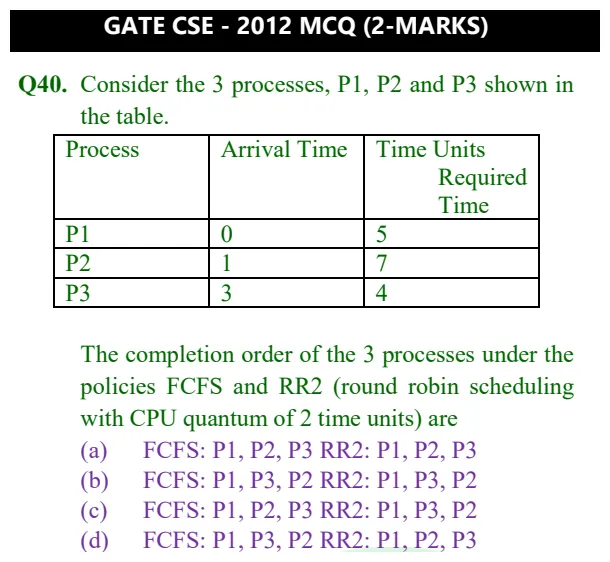 GATE CSE - 2012 MCQ (2-MARKS)
Q40. Consider the 3 processes, P1, P2 and P3 shown in
the table.
Process Arrival Time Time Units
Required
Time
P1 0 5
P2 1 7
P3 3 4
The completion order of the 3 processes under the
policies FCFS and RR2 (round robin scheduling
with CPU quantum of 2 time units) are
(a) FCFS: P1, P2, P3 RR2: P1, P2, P3
(b) FCFS: P1, P3, P2 RR2: P1, P3, P2
(c) FCFS: P1, P2, P3 RR2: P1, P3, P2
(d) FCFS: P1, P3, P2 RR2: P1, P2, P3